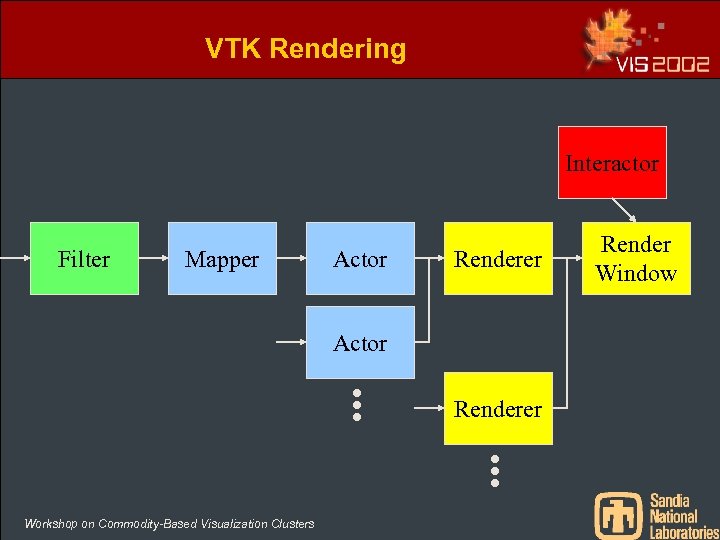 VTK Rendering
VIS 2002
Interactor
Filter
Mapper
Actor
Renderer
Render
Window
Actor
Renderer
Workshop on Commodity-Based Visualization Clusters
Sandia
National
Laboratories